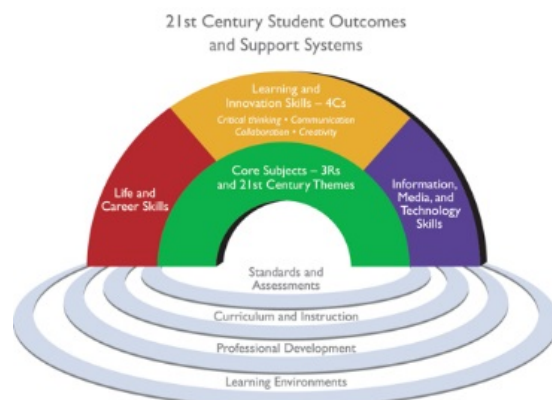 21st Century Student Outcomes
and Support Systems
Learning and
Innovation Skills – 4Cs
Critical thinking • Communication
Collaboration • Creativity
Core Subjects – 3Rs
and 21st Century Themes
Life and
Career Skills
Information,
Media, and
Technology
Skills
Standards and
Assessments
Curriculum and Instruction
Professional Development
Learning Environments